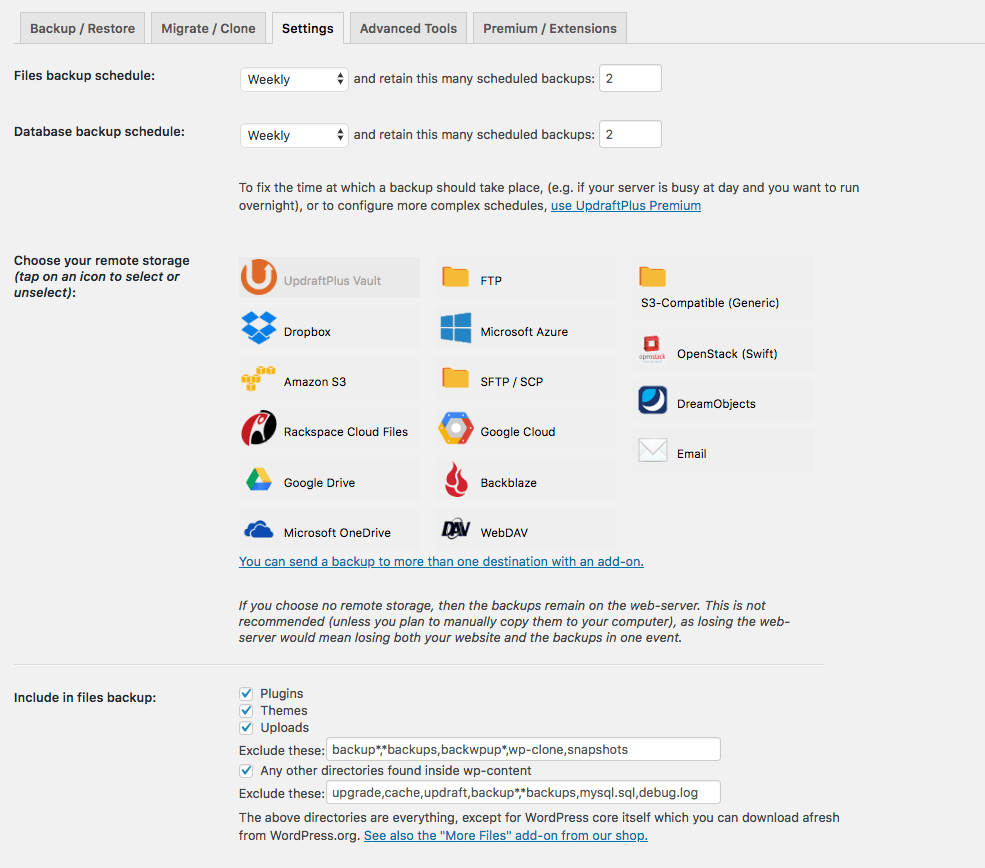 Backup / Restore
Migrate / Clone
Settings
Advanced Tools
Premium / Extensions
Files backup schedule:
Weekly and retain this many scheduled backups: 2
Database backup schedule:
Weekly and retain this many scheduled backups: 2
To fix the time at which a backup should take place, (e.g. if your server is busy at day and you want to run
overnight), or to configure more complex schedules, use UpdraftPlus Premium
Choose your remote storage
(tap on an icon to select or
unselect):
UpdraftPlus Vault
Dropbox
Amazon S3
Rackspace Cloud Files
Google Drive
Microsoft OneDrive
FTP
Microsoft Azure
SFTP / SCP
Google Cloud
Backblaze
DAV
WebDAV
S3-Compatible (Generic)
openstack
OpenStack (Swift)
DreamObjects
Email
You can send a backup to more than one destination with an add-on.
If you choose no remote storage, then the backups remain on the web-server. This is not
recommended (unless you plan to manually copy them to your computer), as losing the web-
server would mean losing both your website and the backups in one event.
Include in files backup:
Plugins
Themes
Uploads
Exclude these: backup*,*backups,backwpup*,wp-clone,snapshots
Any other directories found inside wp-content
Exclude these: upgrade,cache,updraft,backup*,*backups,mysql.sql,debug.log
The above directories are everything, except for WordPress core itself which you can download afresh
from WordPress.org. See also the "More Files" add-on from our shop.